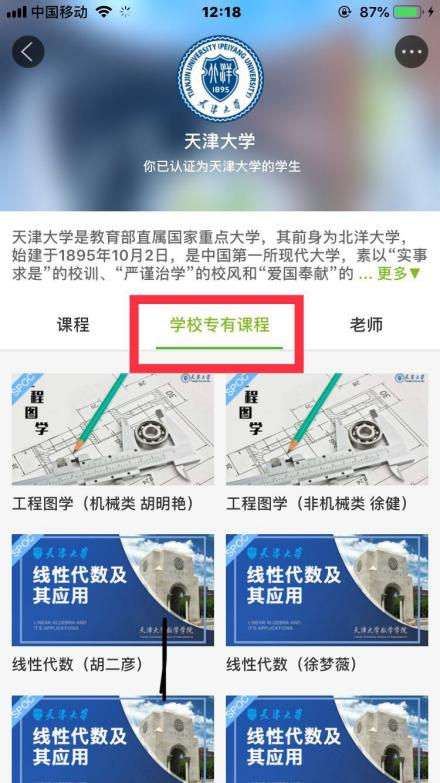 中国移动
12:18
87%
TIANJIN UNIVERSITY (PEIYANG UNIVERSITY)
北洋
1895
天津大学
天津大学
你已认证为天津大学的学生
天津大学是教育部直属国家重点大学，其前身为北洋大学，
始建于1895年10月2日，是中国第一所现代大学，素以“实事
求是”的校训、“严谨治学”的校风和“爱国奉献”的 ... 更多▼
课程
学校专有课程
老师
SPOC
程
图
学
天津大学
SPOC
程
图
学
天津大学
工程图学（机械类 胡明艳）
工程图学（非机械类 徐健）
SPOC
天津大学
线性代数及
其应用
LINEAR ALGEBRA AND
IT'S APPLICATIONS
天津大学数学学院
SPOC
天津大学
线性代数及
其应用
LINEAR ALGEBRA AND
IT'S APPLICATIONS
天津大学数学学院
线性代数（胡二彦）
线性代数（徐梦薇）
SPOC
天津大学
线性代数及
其应用
SPOC
天津大学
线性代数及
其应用